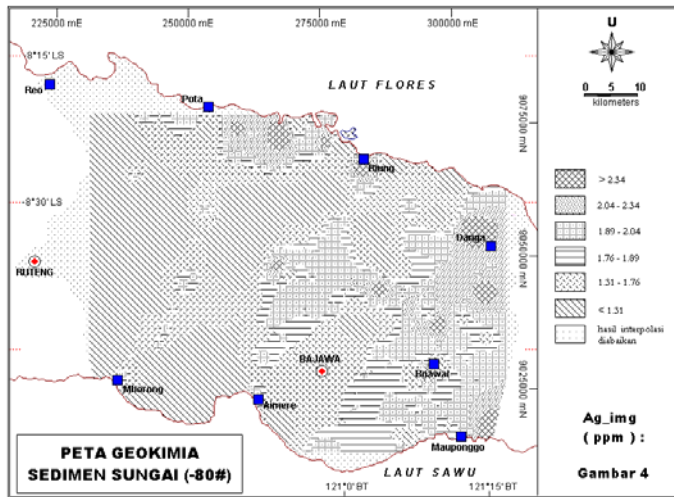 225000 mE
250000 mE
275000 mE
300000 mE
8°15' LS
8°30' LS
Reo
Pota
LAUT FLORES
Riung
Danga
RUTENG
BAJAWA
Boawai
Mborong
Aimere
Mauponggo
LAUT SAWU
121°0' BT
121°15' BT
9075000 mN
9050000 mN
9025000 mN
PETA GEOKIMIA
SEDIMEN SUNGAI (-80#)
U
0 5 10
kilometers
> 2.34
2.04 - 2.34
1.89 - 2.04
1.76 - 1.89
1.31 - 1.76
< 1.31
hasil interpolasi
diabaikan
Ag_img
( ppm ) :
Gambar 4